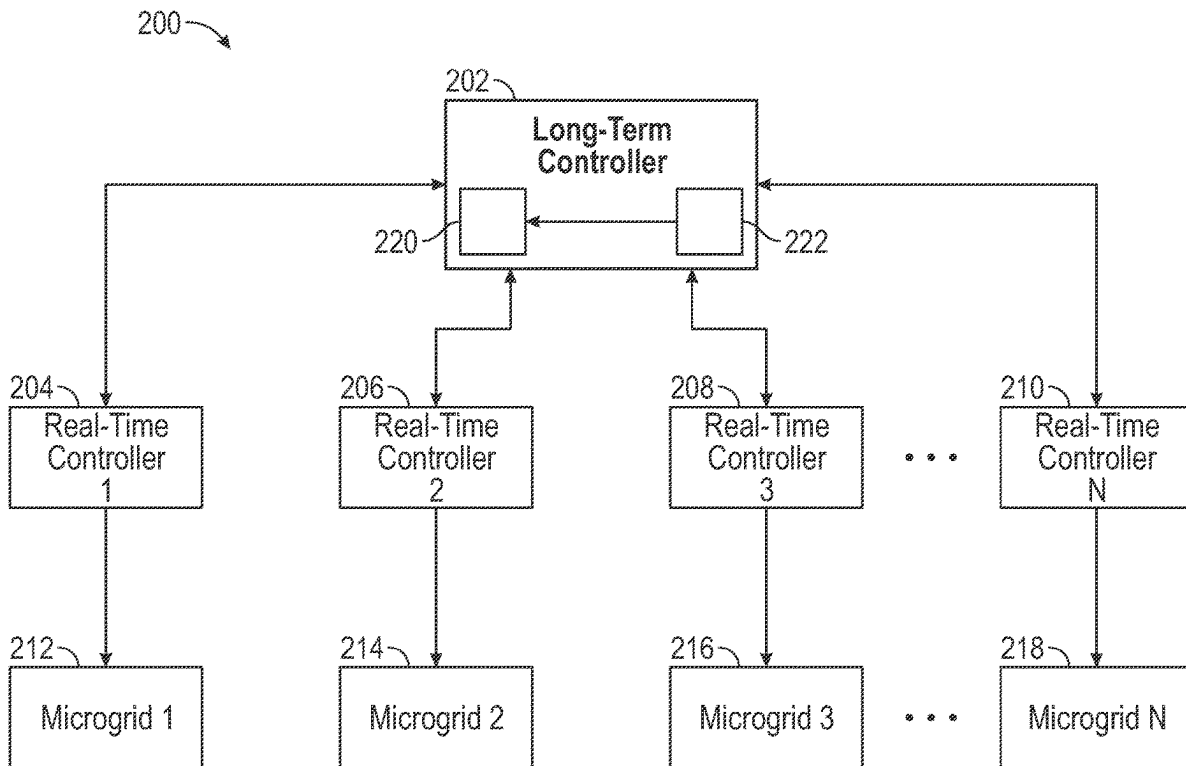 200
202
Long-Term
Controller
220
222
204
206
208
210
Real-Time
Controller
1
Real-Time
Controller
2
Real-Time
Controller
3
• • •
Real-Time
Controller
N
212
214
216
218
Microgrid 1
Microgrid 2
Microgrid 3
• • •
Microgrid N